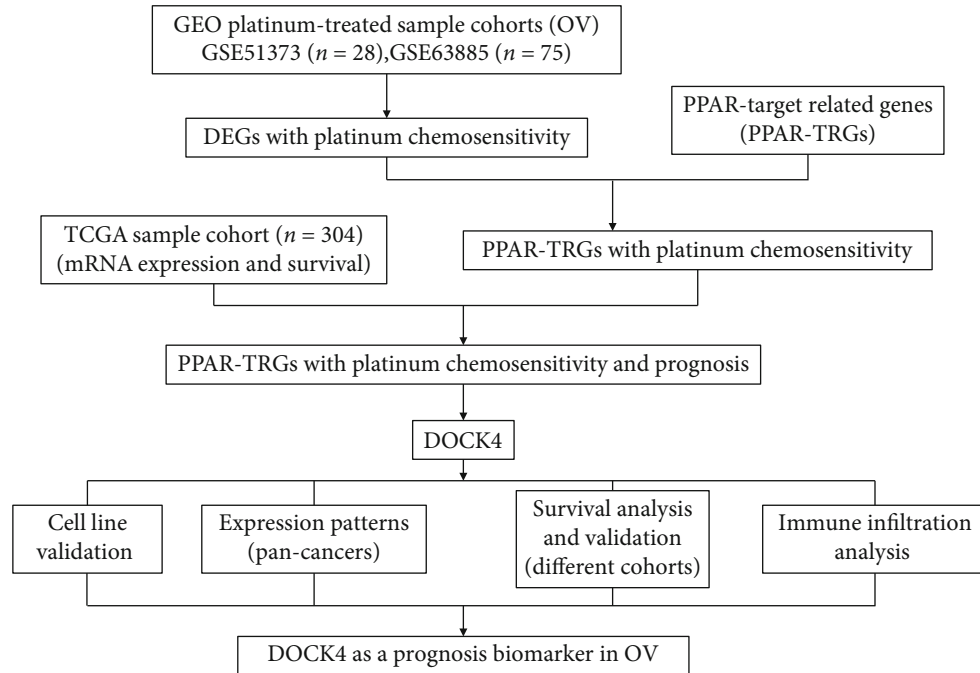 GEO platinum-treated sample cohorts (OV)
GSE51373 (n = 28),GSE63885 (n = 75)
PPAR-target related genes
(PPAR-TRGs)
DEGs with platinum chemosensitivity
TCGA sample cohort (n = 304)
(mRNA expression and survival)
PPAR-TRGs with platinum chemosensitivity
PPAR-TRGs with platinum chemosensitivity and prognosis
DOCK4
Cell line
validation
Expression patterns
(pan-cancers)
Survival analysis
and validation
(different cohorts)
Immune infiltration
analysis
DOCK4 as a prognosis biomarker in OV